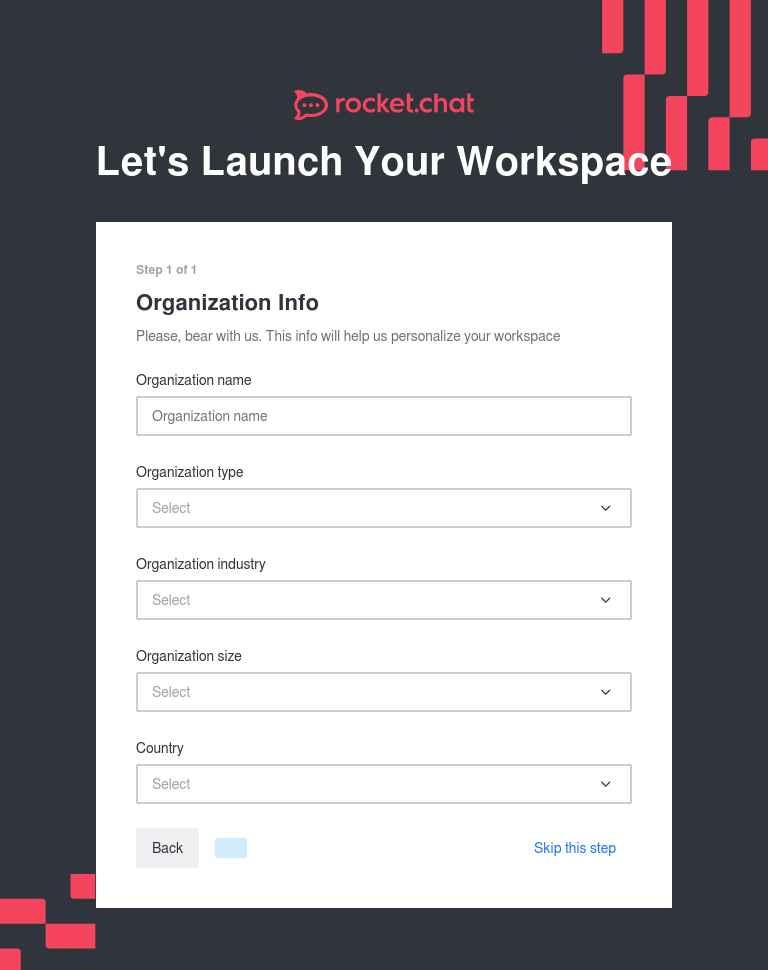 rocket.chat
Let's Launch Your Workspace
Step 1 of 1
Organization Info
Please, bear with us. This info will help us personalize your workspace
Organization name
Organization name
Organization type
Select
Organization industry
Select
Organization size
Select
Country
Select
Back
Skip this step